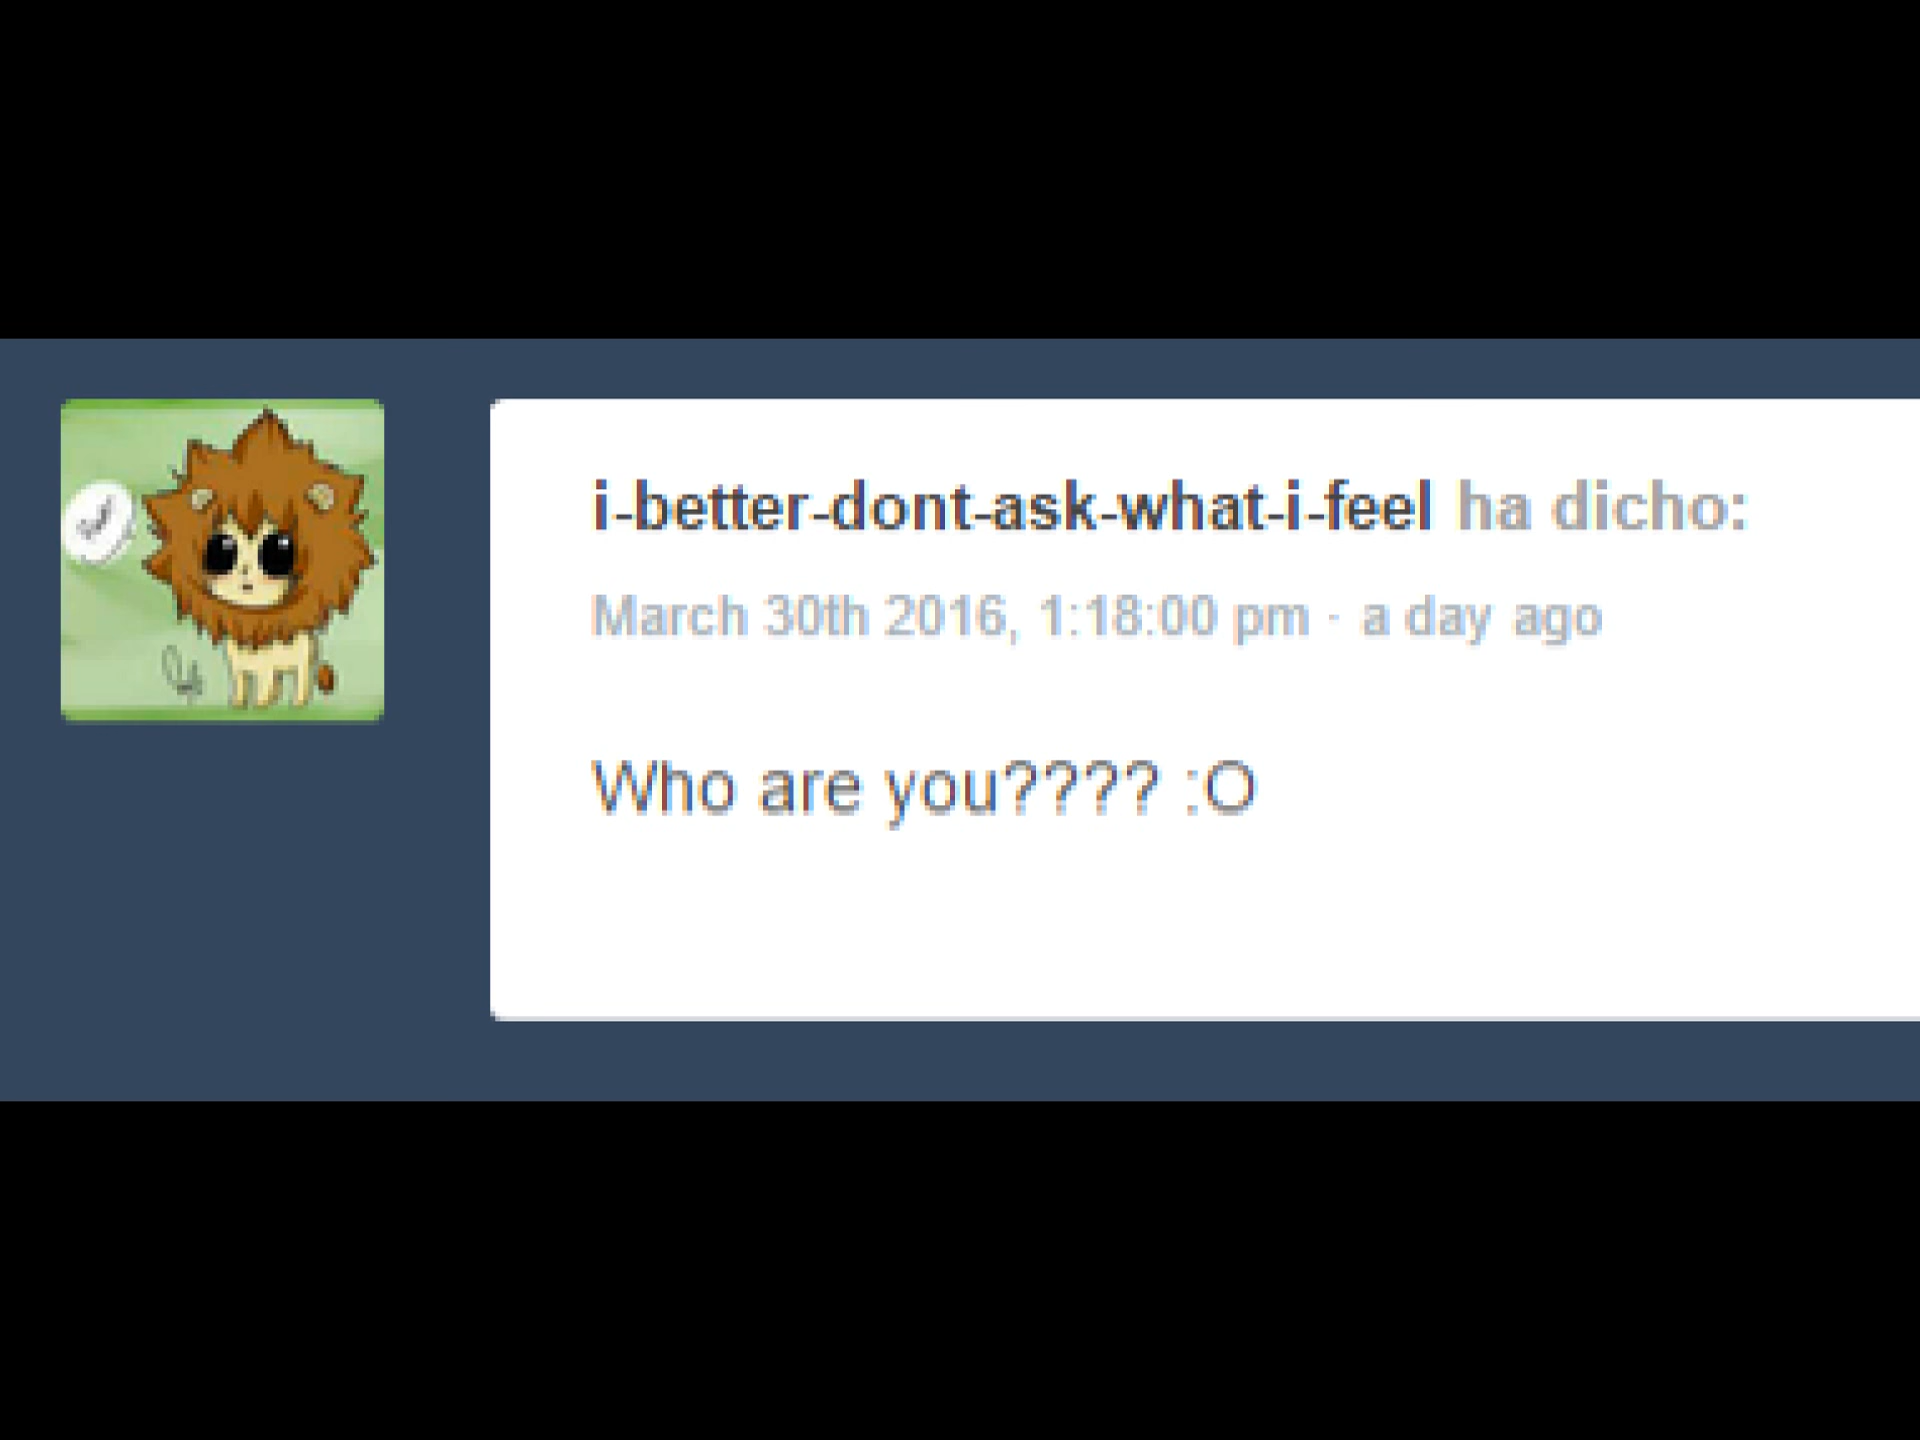 i-better-dont-ask-what-i-feel ha dicho:
March 30th 2016, 1:18:00 pm · a day ago
Who are you???? :O